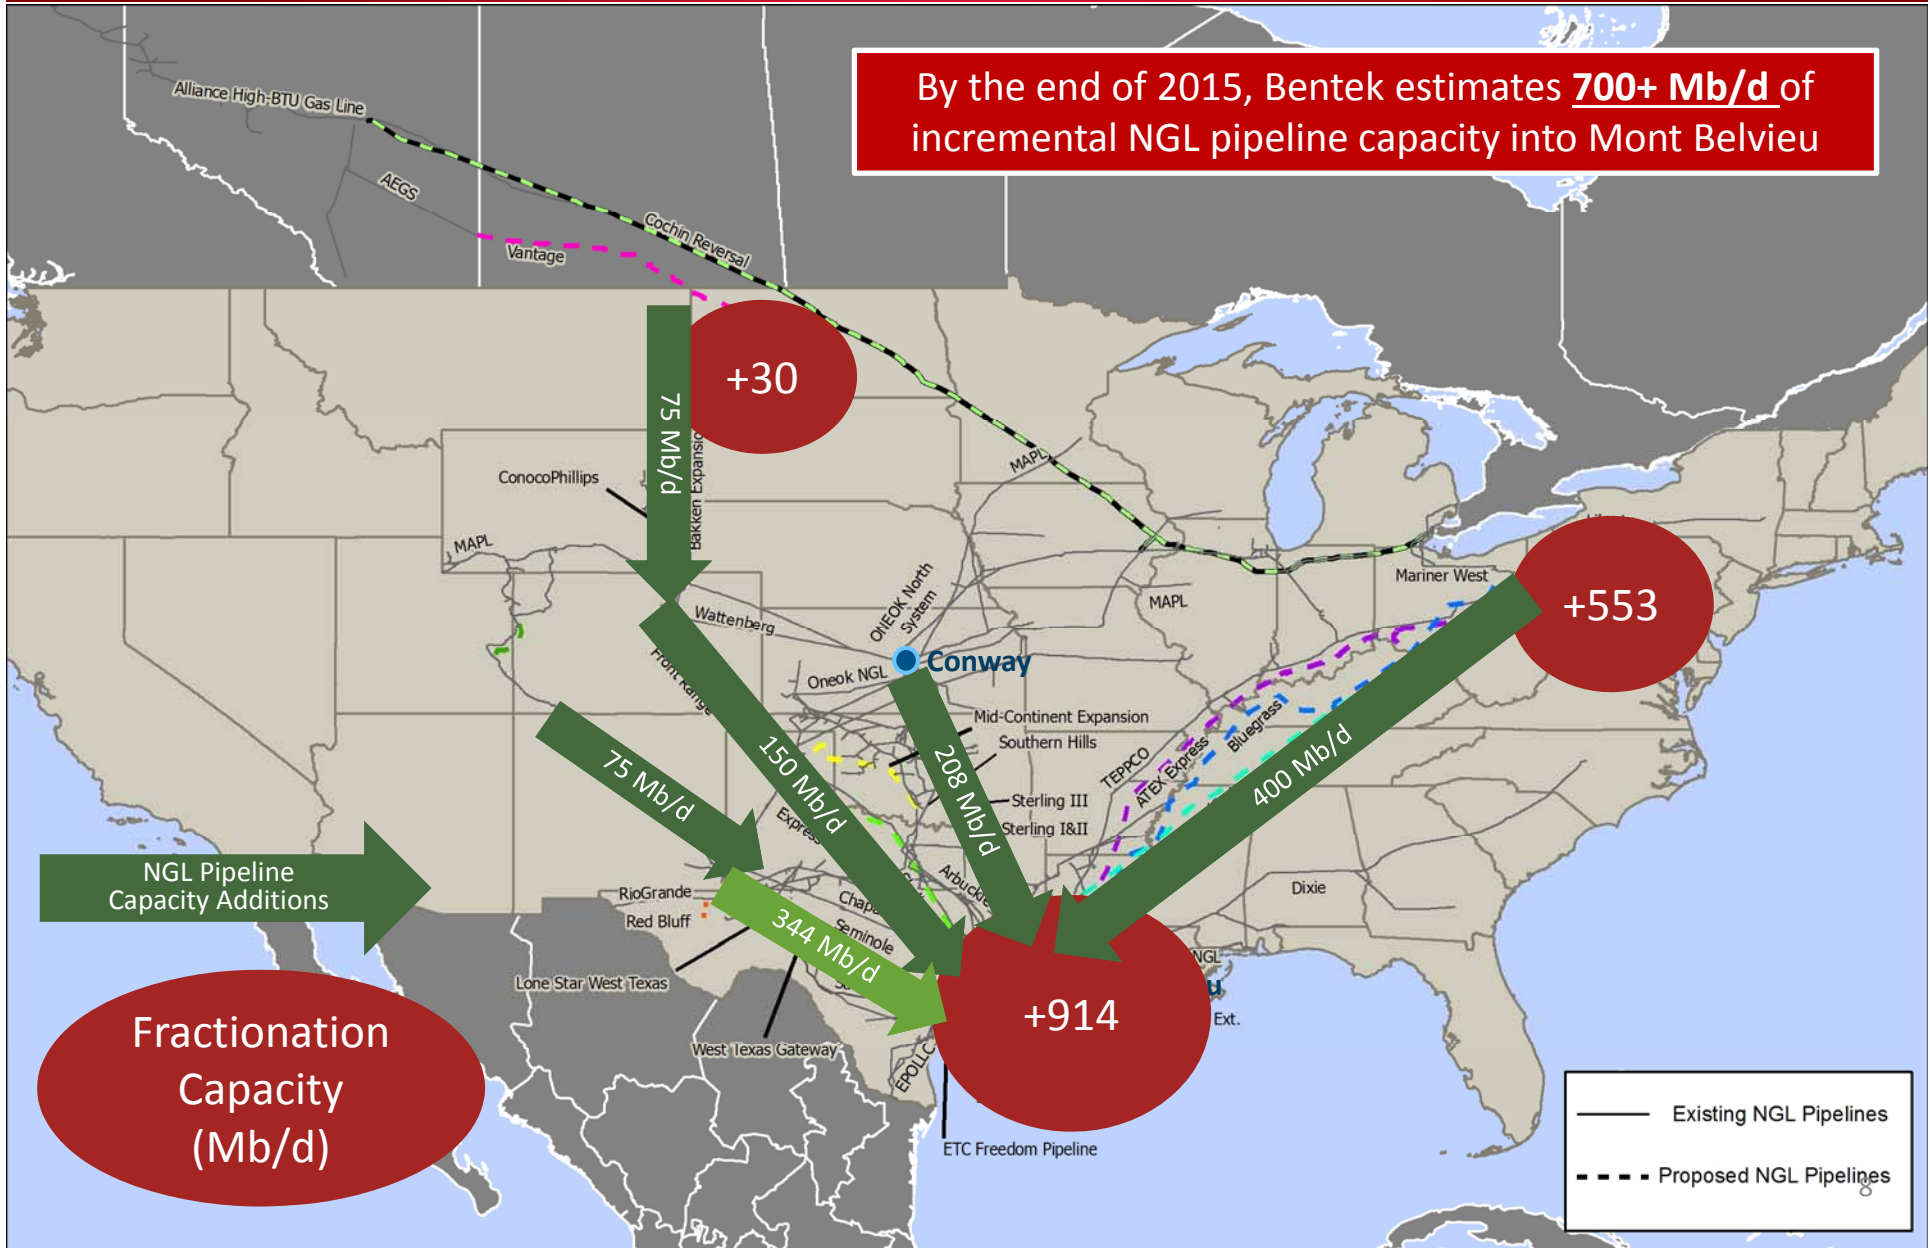 By the end of 2015, Bentek estimates 700+ Mb/d of
incremental NGL pipeline capacity into Mont Belvieu
Alliance High-BTU Gas Line
AEGS
Vantage
Cochin Reversal
+30
75 Mb/d
ConocoPhillips
MAPL
MAPL
Mariner West
+553
MAPL
ONEOK North
System
Wattenberg
Conway
Oneok NGL
Front Range
Mid-Continent Expansion
Southern Hills
Bluegrass
TEPPCO
ATEX Express
75 Mb/d
150 Mb/d
208 Mb/d
400 Mb/d
Sterling III
Sterling I&II
NGL Pipeline
Capacity Additions
RioGrande
Red Bluff
Seminole
Dixie
344 Mb/d
NGL
Lone Star West Texas
+914
Ext.
Fractionation
Capacity
(Mb/d)
West Texas Gateway
EPOLLC
ETC Freedom Pipeline
Existing NGL Pipelines
Proposed NGL Pipelines
8